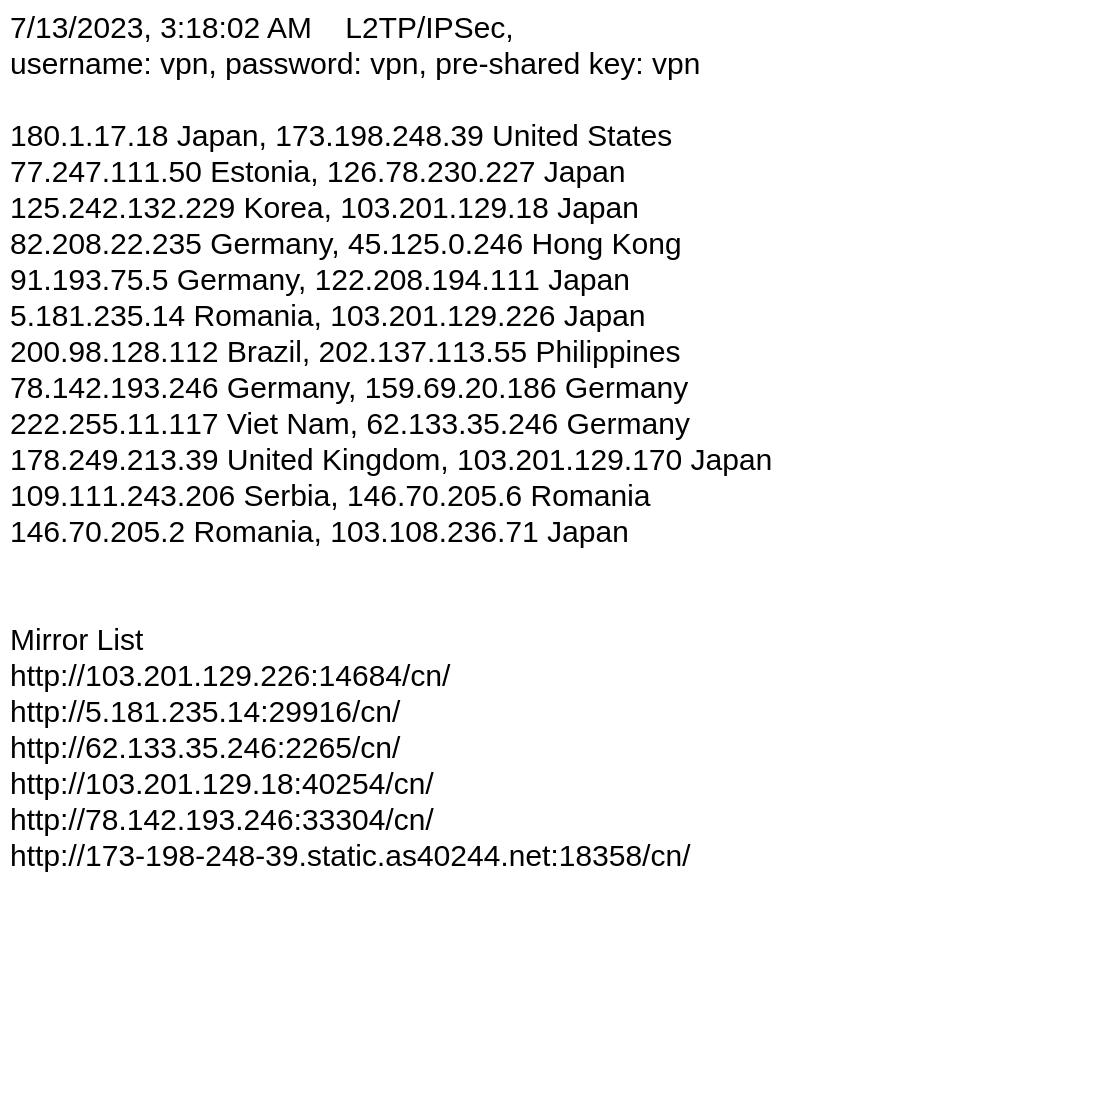 7/13/2023, 3:18:02 AM    L2TP/IPSec,
username: vpn, password: vpn, pre-shared key: vpn
180.1.17.18 Japan, 173.198.248.39 United States
77.247.111.50 Estonia, 126.78.230.227 Japan
125.242.132.229 Korea, 103.201.129.18 Japan
82.208.22.235 Germany, 45.125.0.246 Hong Kong
91.193.75.5 Germany, 122.208.194.111 Japan
5.181.235.14 Romania, 103.201.129.226 Japan
200.98.128.112 Brazil, 202.137.113.55 Philippines
78.142.193.246 Germany, 159.69.20.186 Germany
222.255.11.117 Viet Nam, 62.133.35.246 Germany
178.249.213.39 United Kingdom, 103.201.129.170 Japan
109.111.243.206 Serbia, 146.70.205.6 Romania
146.70.205.2 Romania, 103.108.236.71 Japan
Mirror List
http://103.201.129.226:14684/cn/
http://5.181.235.14:29916/cn/
http://62.133.35.246:2265/cn/
http://103.201.129.18:40254/cn/
http://78.142.193.246:33304/cn/
http://173-198-248-39.static.as40244.net:18358/cn/